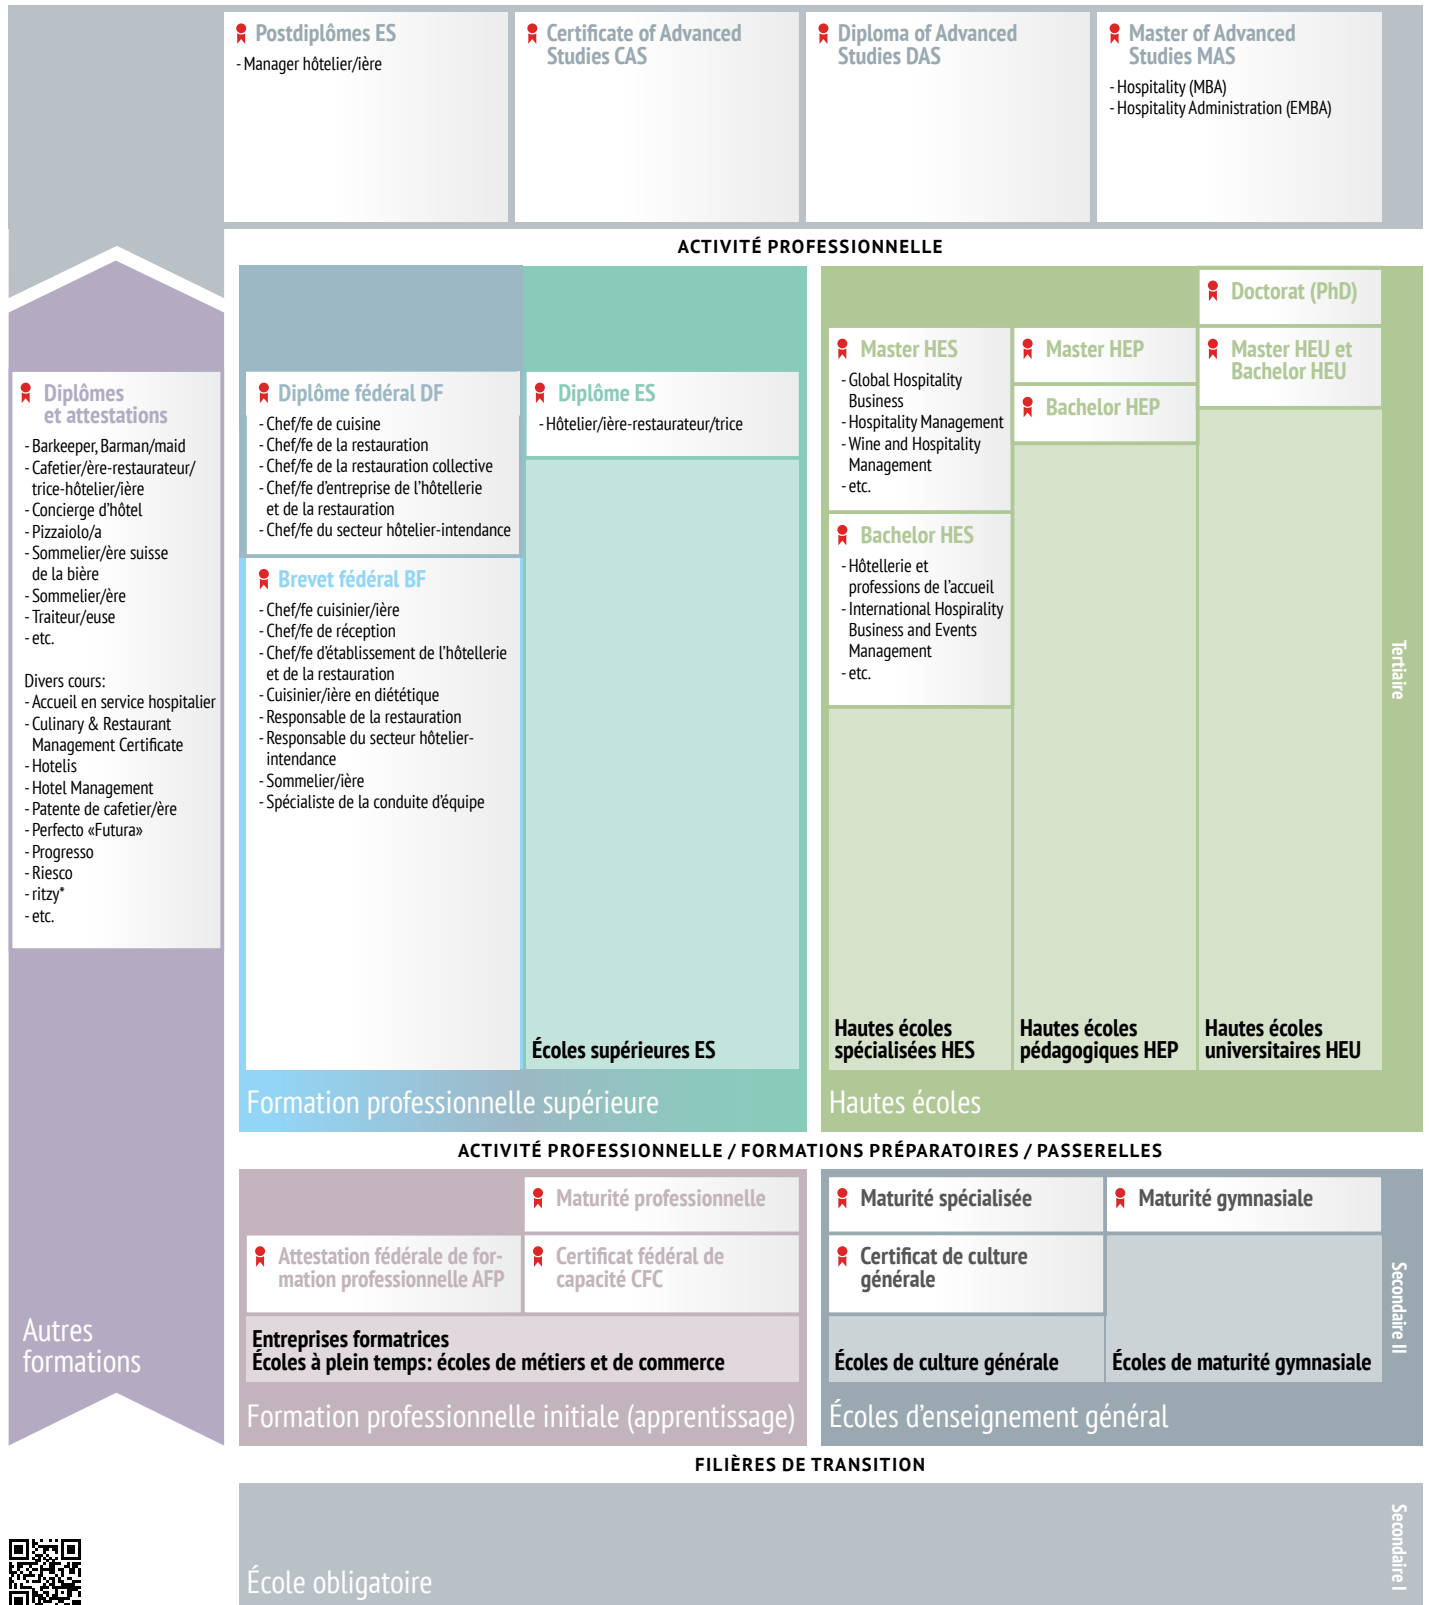 Postdiplômes ES
- Manager hôtelier/ière
Certificate of Advanced
Studies CAS
Diploma of Advanced
Studies DAS
Master of Advanced
Studies MAS
- Hospitality (MBA)
- Hospitality Administration (EMBA)
ACTIVITÉ PROFESSIONNELLE
Diplômes
et attestations
- Barkeeper, Barman/maid
- Cafetier/ère-restaurateur/
trice-hôtelier/ière
- Concierge d'hôtel
- Pizzaiolo/a
- Sommelier/ère suisse
de la bière
- Sommelier/ère
- Traiteur/euse
- etc.
Divers cours:
- Accueil en service hospitalier
- Culinary & Restaurant
Management Certificate
- Hotelis
- Hotel Management
- Patente de cafetier/ère
- Perfecto «Futura»
- Progresso
- Riesco
- ritzy*
- etc.
Autres
formations
Diplôme fédéral DF
- Chef/fe de cuisine
- Chef/fe de la restauration
- Chef/fe de la restauration collective
- Chef/fe d'entreprise de l'hôtellerie
et de la restauration
- Chef/fe du secteur hôtelier-intendance
Brevet fédéral BF
- Chef/fe cuisinier/ière
- Chef/fe de réception
- Chef/fe d'établissement de l'hôtellerie
et de la restauration
- Cuisinier/ière en diététique
- Responsable de la restauration
- Responsable du secteur hôtelier-
intendance
- Sommelier/ière
- Spécialiste de la conduite d'équipe
Diplôme ES
- Hôtelier/ière-restaurateur/trice
Écoles supérieures ES
Formation professionnelle supérieure
Master HES
- Global Hospitality
Business
- Hospitality Management
- Wine and Hospitality
Management
- etc.
Bachelor HES
- Hôtellerie et
professions de l'accueil
- International Hospirality
Business and Events
Management
- etc.
Hautes écoles
spécialisées HES
Master HEP
Bachelor HEP
Hautes écoles
pédagogiques HEP
Doctorat (PhD)
Master HEU et
Bachelor HEU
Hautes écoles
universitaires HEU
Hautes écoles
Tertiaire
ACTIVITÉ PROFESSIONNELLE / FORMATIONS PRÉPARATOIRES / PASSERELLES
Maturité professionnelle
Attestation fédérale de for-
mation professionnelle AFP
Certificat fédéral de
capacité CFC
Entreprises formatrices
Écoles à plein temps: écoles de métiers et de commerce
Formation professionnelle initiale (apprentissage)
Maturité spécialisée
Certificat de culture
générale
Écoles de culture générale
Maturité gymnasiale
Écoles de maturité gymnasiale
Écoles d'enseignement général
Secondaire II
FILIÈRES DE TRANSITION
École obligatoire
Secondaire I